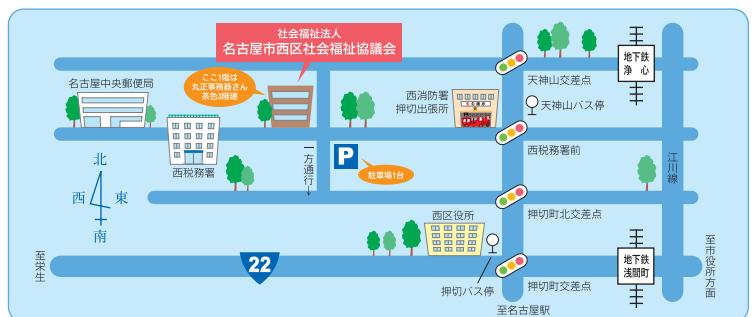 社会福祉法人
名古屋市西区社会福祉協議会
ここ1階は
丸正事務器さん
茶色3階建
名古屋中央郵便局
西税務署
西消防署
押切出張所
天神山交差点
天神山バス停
地下鉄
浄心
西税務署前
江川線
一方通行→
P
駐車場1台
北
西
東
南
押切町北交差点
西区役所
至栄生
22
押切バス停
押切町交差点
地下鉄
浅間町
至市役所方面
至名古屋駅